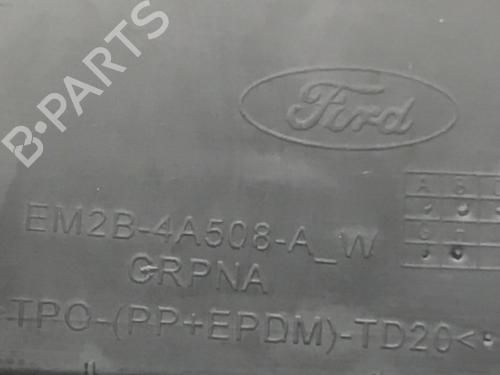 B-PARTS
Ford
EM2B-4A508-A_W
GRPNA
TPO-(PP+EPDM)-TD20<